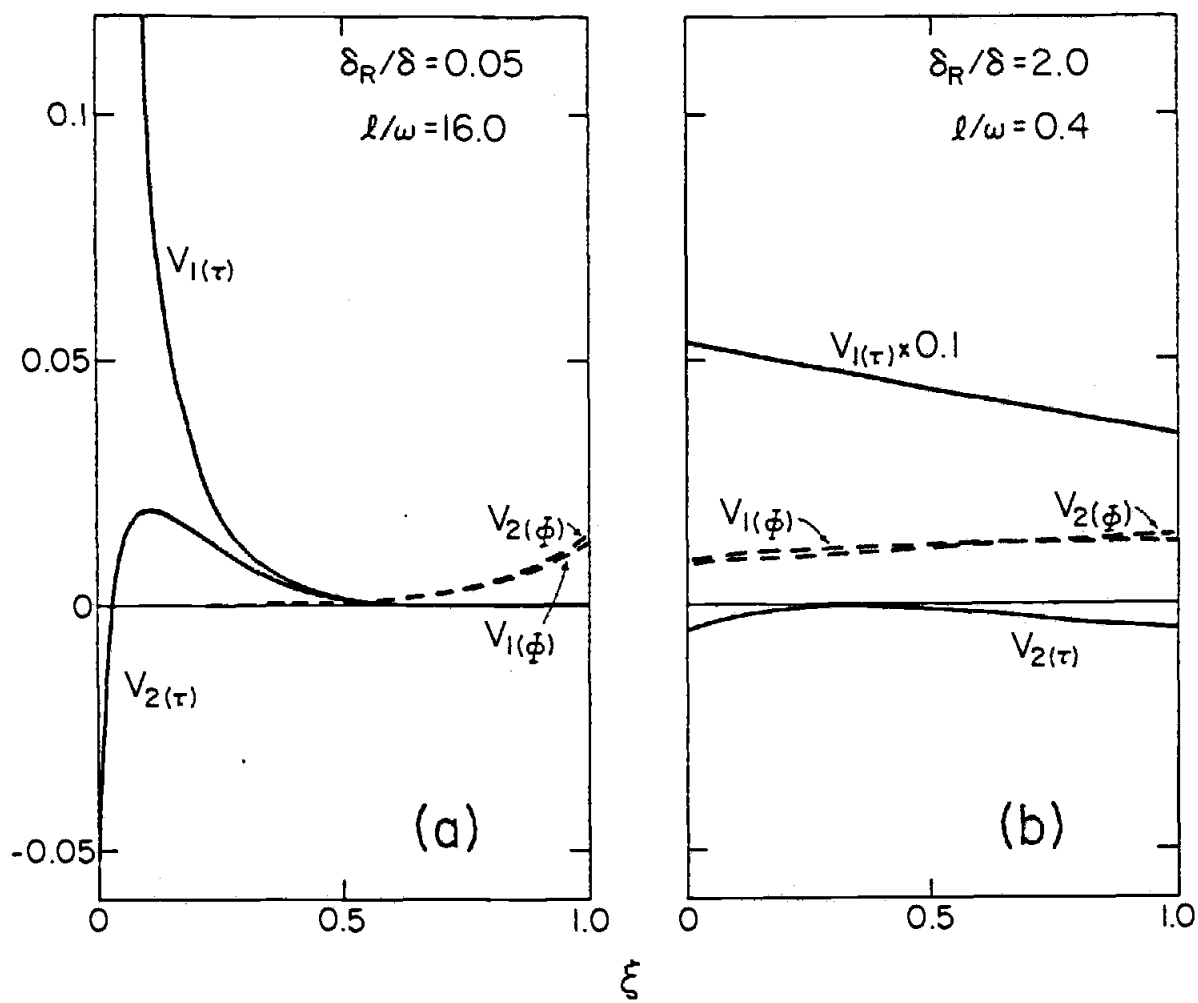 δR/δ = 0.05
ℓ/ω = 16.0
0.1
0.05
0
-0.05
V1(τ)
V2(Φ)
V1(Φ)
V2(τ)
(a)
0
0.5
1.0
δR/δ = 2.0
ℓ/ω = 0.4
V1(τ) × 0.1
V1(Φ)
V2(Φ)
V2(τ)
(b)
0
0.5
1.0
ξ